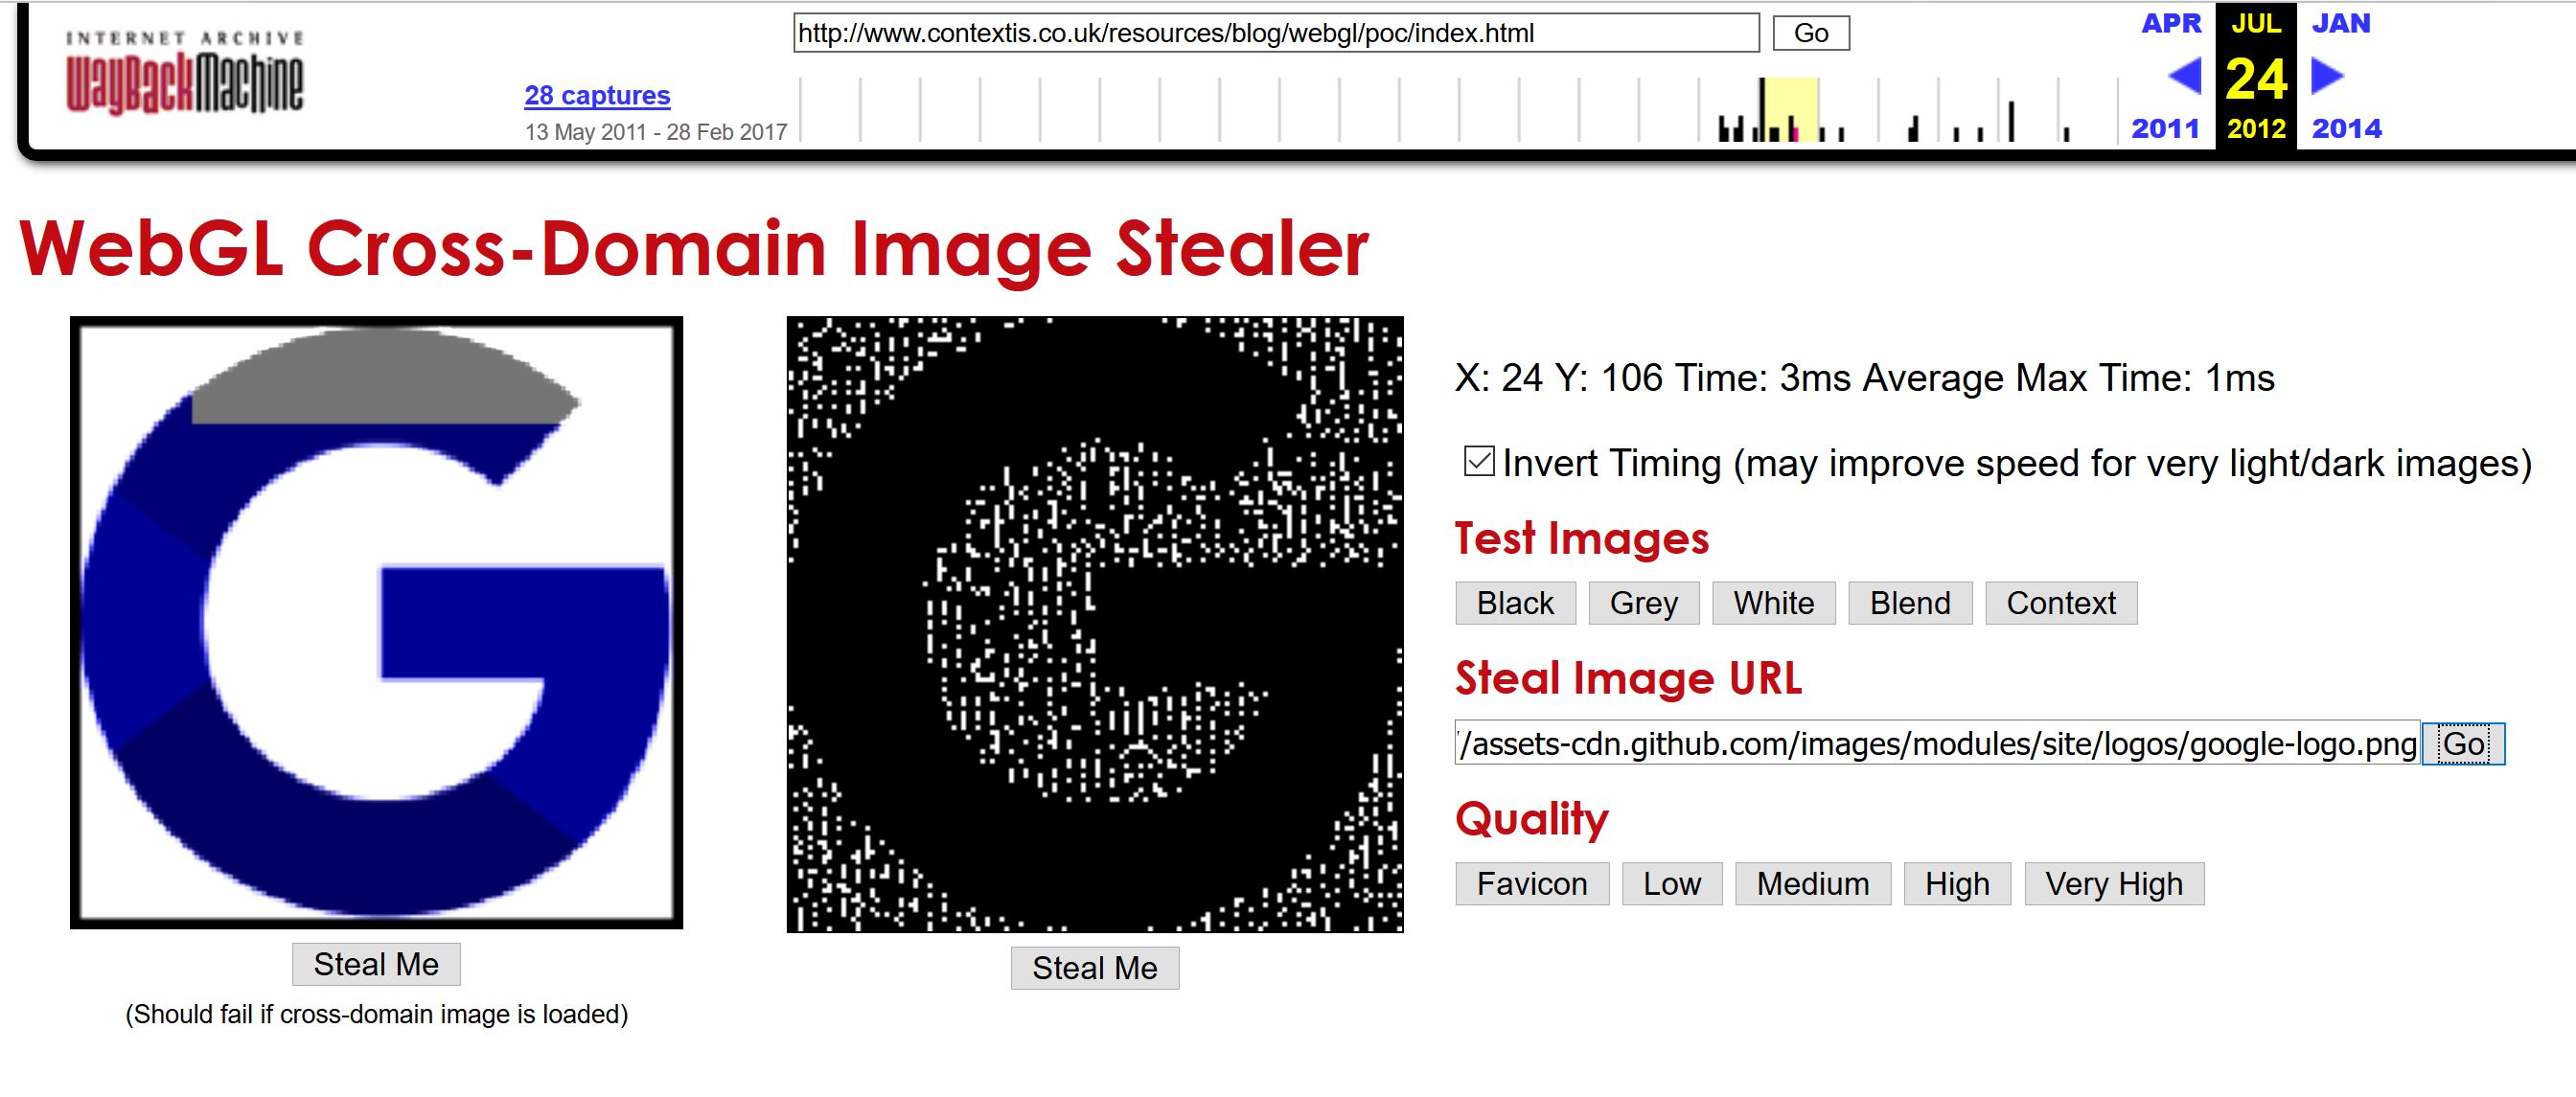 INTERNET ARCHIVE
WayBackMachine
http://www.contextis.co.uk/resources/blog/webgl/poc/index.html
Go
28 captures
13 May 2011 - 28 Feb 2017
APR JUL JAN
24
2011 2012 2014
WebGL Cross-Domain Image Stealer
G
Steal Me
(Should fail if cross-domain image is loaded)
Steal Me
X: 24 Y: 106 Time: 3ms Average Max Time: 1ms
Invert Timing (may improve speed for very light/dark images)
Test Images
Black Grey White Blend Context
Steal Image URL
/assets-cdn.github.com/images/modules/site/logos/google-logo.png Go
Quality
Favicon Low Medium High Very High